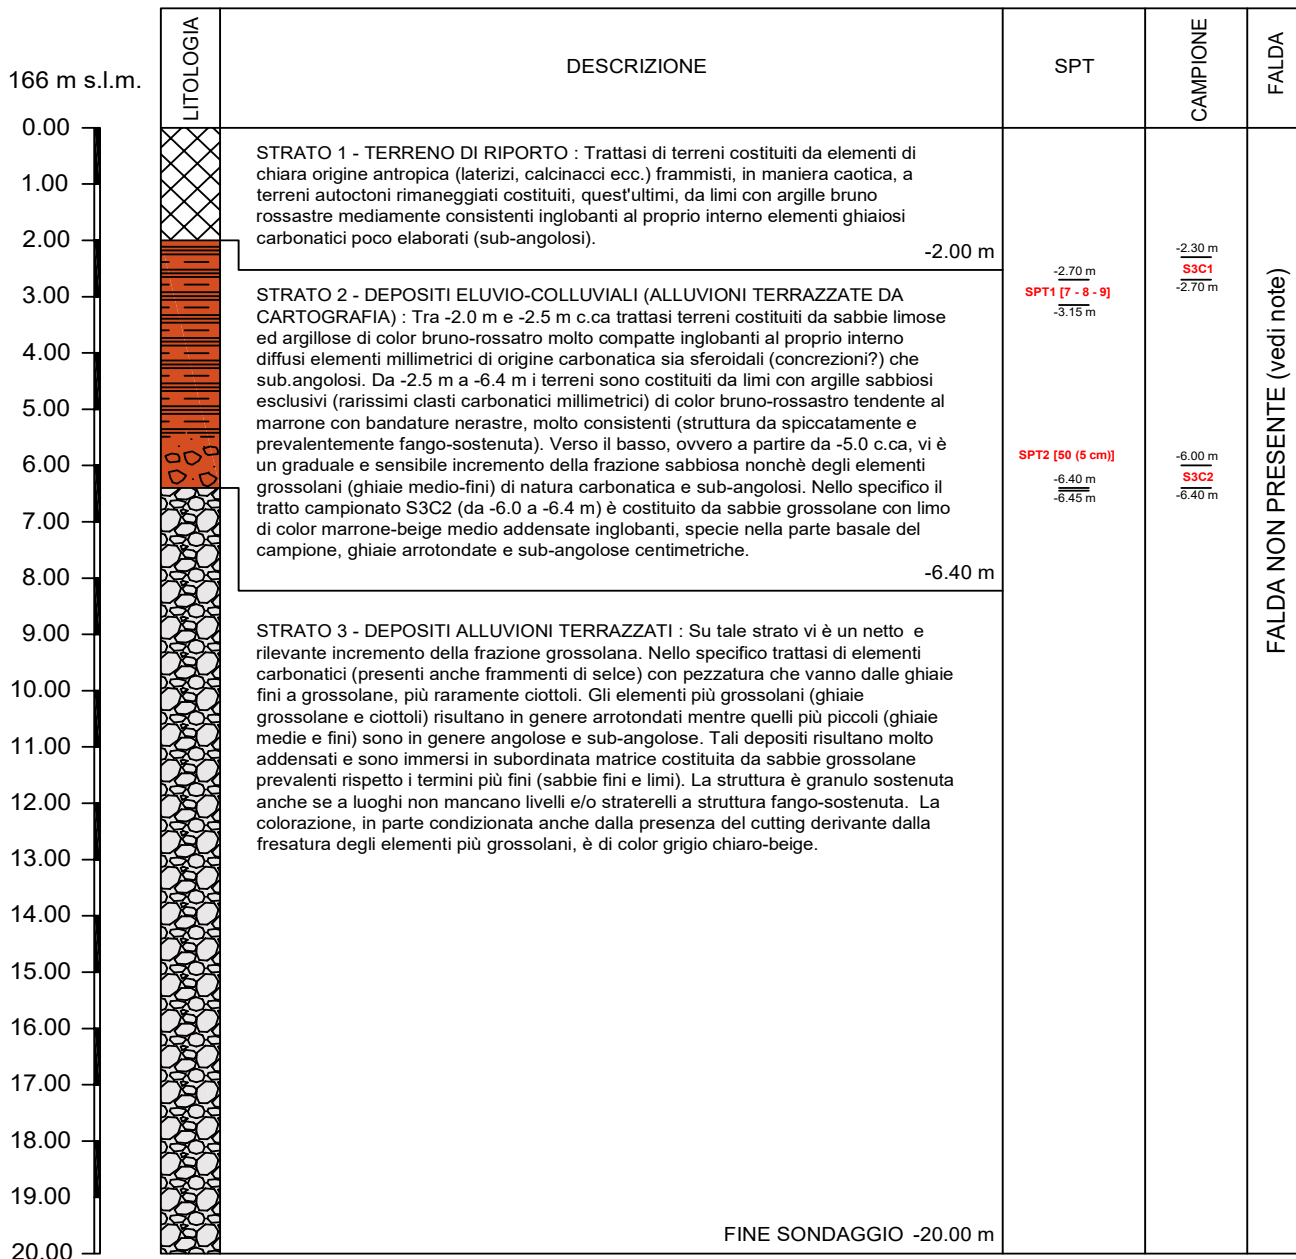 166 m s.l.m.
LITOLOGIA
DESCRIZIONE
SPT
CAMPIONE
FALDA
0.00
1.00
2.00
3.00
4.00
5.00
6.00
7.00
8.00
9.00
10.00
11.00
12.00
13.00
14.00
15.00
16.00
17.00
18.00
19.00
20.00
STRATO 1 - TERRENO DI RIPORTO : Trattasi di terreni costituiti da elementi di
chiara origine antropica (laterizi, calcinacci ecc.) frammisti, in maniera caotica, a
terreni autoctoni rimaneggiati costituiti, quest'ultimi, da limi con argille bruno
rossastre mediamente consistenti inglobanti al proprio interno elementi ghiaiosi
carbonatici poco elaborati (sub-angolosi).
-2.00 m
STRATO 2 - DEPOSITI ELUVIO-COLLUVIALI (ALLUVIONI TERRAZZATE DA
CARTOGRAFIA) : Tra -2.0 m e -2.5 m c.ca trattasi terreni costituiti da sabbie limose
ed argillose di color bruno-rossatro molto compatte inglobanti al proprio interno
diffusi elementi millimetrici di origine carbonatica sia sferoidali (concrezioni?) che
sub.angolosi. Da -2.5 m a -6.4 m i terreni sono costituiti da limi con argille sabbiosi
esclusivi (rarissimi clasti carbonatici millimetrici) di color bruno-rossastro tendente al
marrone con bandature nerastre, molto consistenti (struttura da spiccatamente e
prevalentemente fango-sostenuta). Verso il basso, ovvero a partire da -5.0 c.ca, vi è
un graduale e sensibile incremento della frazione sabbiosa nonchè degli elementi
grossolani (ghiaie medio-fini) di natura carbonatica e sub-angolosi. Nello specifico il
tratto campionato S3C2 (da -6.0 a -6.4 m) è costituito da sabbie grossolane con limo
di color marrone-beige medio addensate inglobanti, specie nella parte basale del
campione, ghiaie arrotondate e sub-angolose centimetriche.
-6.40 m
STRATO 3 - DEPOSITI ALLUVIONI TERRAZZATI : Su tale strato vi è un netto  e
rilevante incremento della frazione grossolana. Nello specifico trattasi di elementi
carbonatici (presenti anche frammenti di selce) con pezzatura che vanno dalle ghiaie
fini a grossolane, più raramente ciottoli. Gli elementi più grossolani (ghiaie
grossolane e ciottoli) risultano in genere arrotondati mentre quelli più piccoli (ghiaie
medie e fini) sono in genere angolose e sub-angolose. Tali depositi risultano molto
addensati e sono immersi in subordinata matrice costituita da sabbie grossolane
prevalenti rispetto i termini più fini (sabbie fini e limi). La struttura è granulo sostenuta
anche se a luoghi non mancano livelli e/o straterelli a struttura fango-sostenuta.  La
colorazione, in parte condizionata anche dalla presenza del cutting derivante dalla
fresatura degli elementi più grossolani, è di color grigio chiaro-beige.
FINE SONDAGGIO -20.00 m
-2.70 m
SPT1 [7 - 8 - 9]
-3.15 m
SPT2 [50 (5 cm)]
-6.40 m
-6.45 m
-2.30 m
S3C1
-2.70 m
-6.00 m
S3C2
-6.40 m
FALDA NON PRESENTE (vedi note)